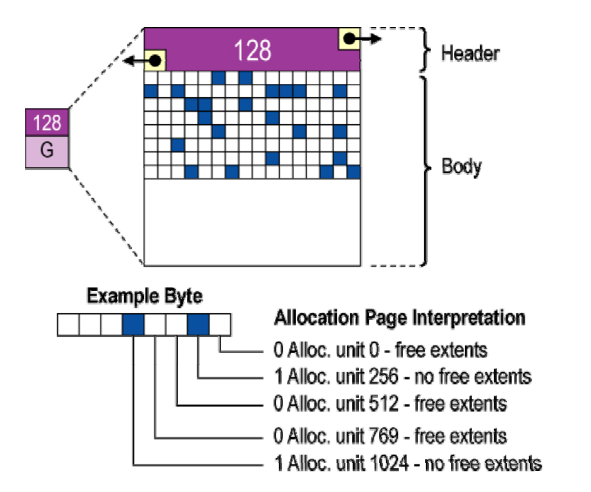 128
Header
128
G
Body
Example Byte
Allocation Page Interpretation
0 Alloc. unit 0 - free extents
1 Alloc. unit 256 - no free extents
0 Alloc. unit 512 - free extents
0 Alloc. unit 769 - free extents
1 Alloc. unit 1024 - no free extents